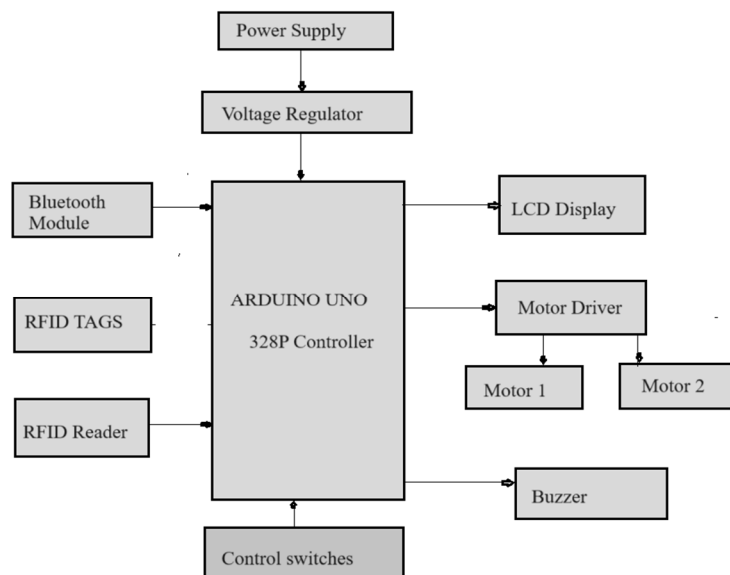 Power Supply
Voltage Regulator
Bluetooth
Module
LCD Display
ARDUINO UNO
328P Controller
RFID TAGS
Motor Driver
Motor 1
Motor 2
RFID Reader
Buzzer
Control switches